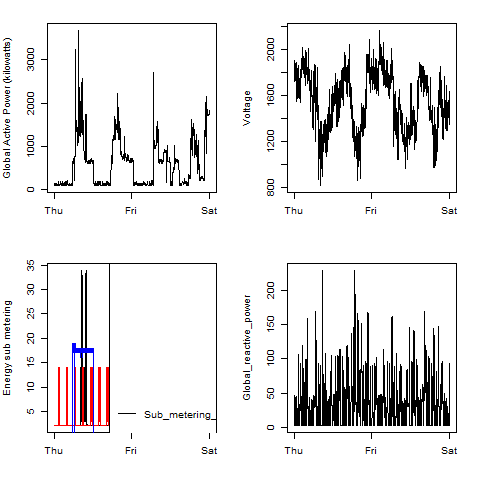 Global Active Power (kilowatts)
0
1000
2000
3000
Thu
Fri
Sat
Voltage
800
1200
1600
2000
Thu
Fri
Sat
Energy sub metering
5
10
15
20
25
30
35
Sub_metering_
Thu
Fri
Sat
Global_reactive_power
0
50
100
150
200
Thu
Fri
Sat